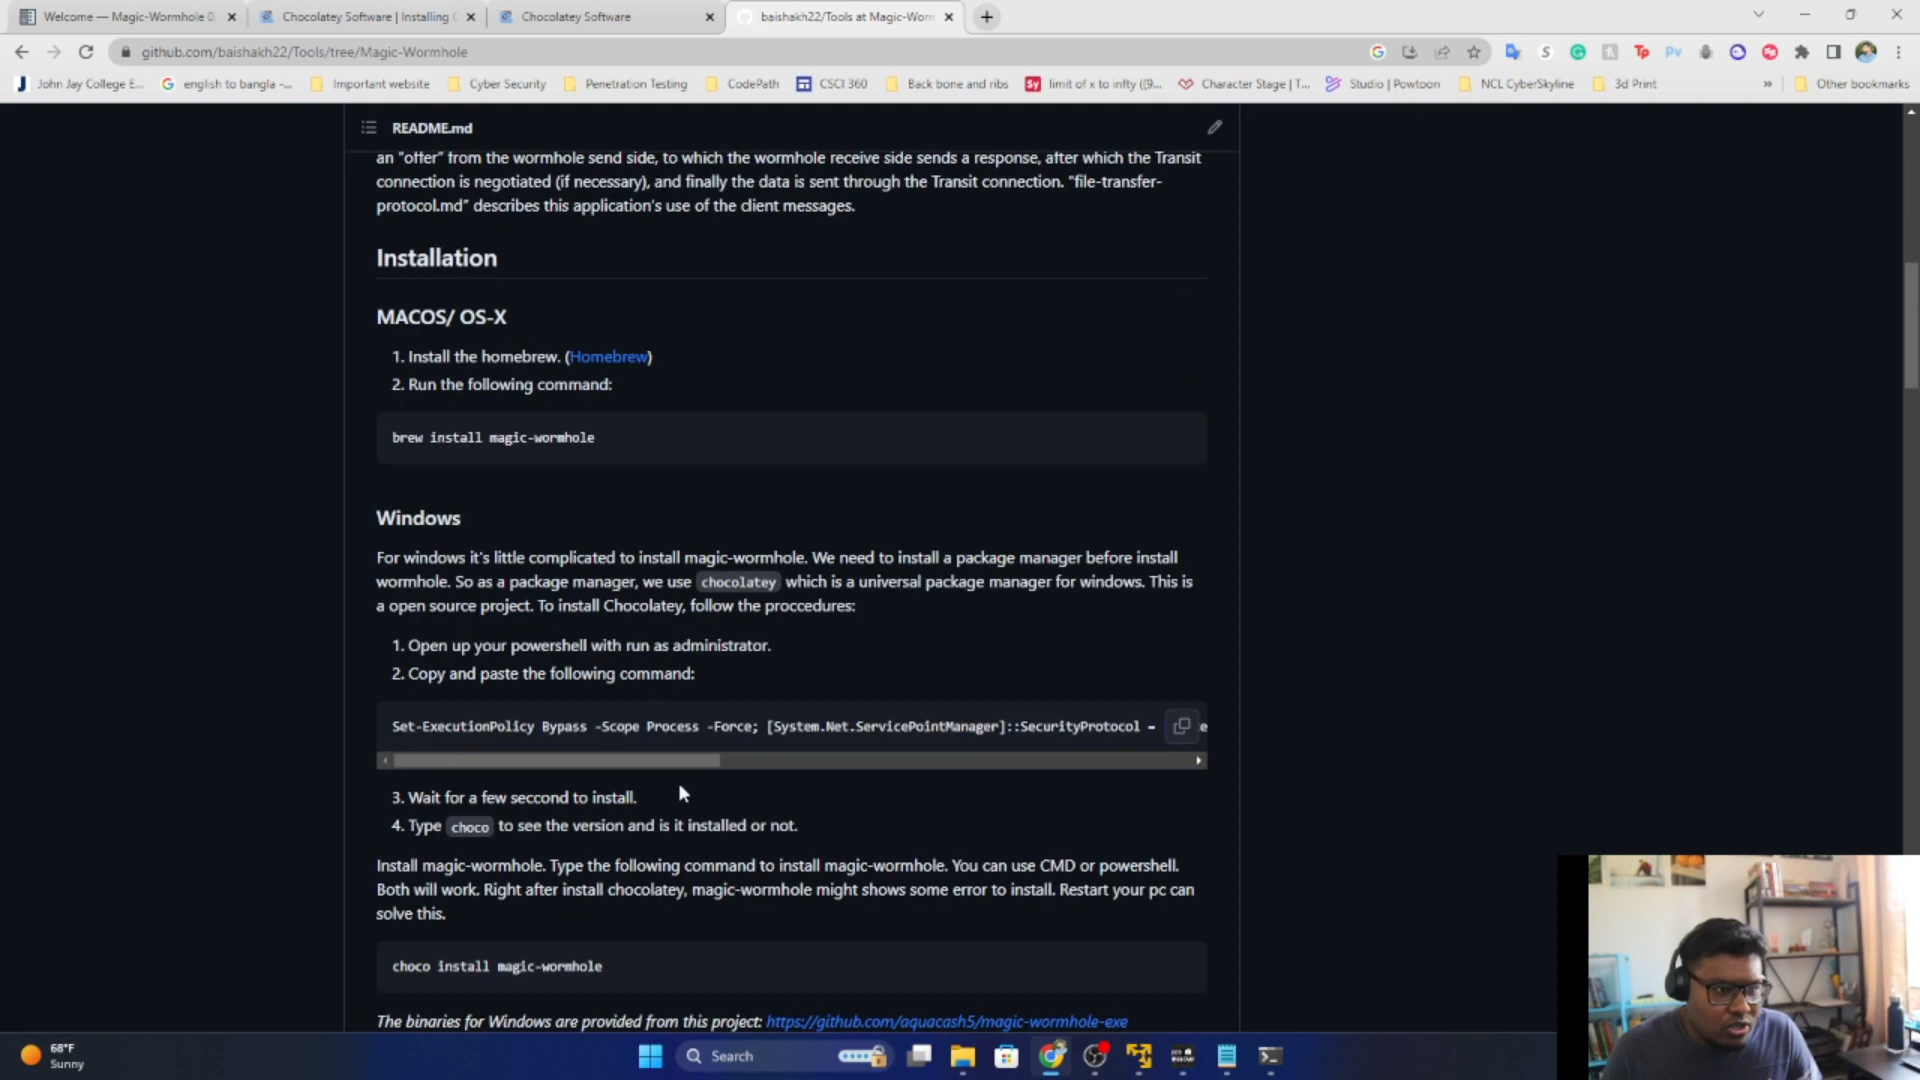 Welcome — Magic-Wormhole 0.
Chocolatey Software | Installing C
Chocolatey Software
baishakh22/Tools at Magic-Worm
github.com/baishakh22/Tools/tree/Magic-Wormhole
John Jay College E...
english to bangla -...
Important website
Cyber Security
Penetration Testing
CodePath
CSCI 360
Back bone and ribs
limit of x to infty ((9...
Character Stage | T...
Studio | Powtoon
NCL CyberSkyline
3d Print
»
Other bookmarks
README.md
an "offer" from the wormhole send side, to which the wormhole receive side sends a response, after which the Transit
connection is negotiated (if necessary), and finally the data is sent through the Transit connection. "file-transfer-
protocol.md" describes this application's use of the client messages.
Installation
MACOS/ OS-X
1. Install the homebrew. (Homebrew)
2. Run the following command:
brew install magic-wormhole
Windows
For windows it's little complicated to install magic-wormhole. We need to install a package manager before install
wormhole. So as a package manager, we use chocolatey which is a universal package manager for windows. This is
a open source project. To install Chocolatey, follow the proccedures:
1. Open up your powershell with run as administrator.
2. Copy and paste the following command:
Set-ExecutionPolicy Bypass -Scope Process -Force; [System.Net.ServicePointManager]::SecurityProtocol =
3. Wait for a few seccond to install.
4. Type choco to see the version and is it installed or not.
Install magic-wormhole. Type the following command to install magic-wormhole. You can use CMD or powershell.
Both will work. Right after install chocolatey, magic-wormhole might shows some error to install. Restart your pc can
solve this.
choco install magic-wormhole
The binaries for Windows are provided from this project: https://github.com/aquacash5/magic-wormhole-exe
68°F
Sunny
Search